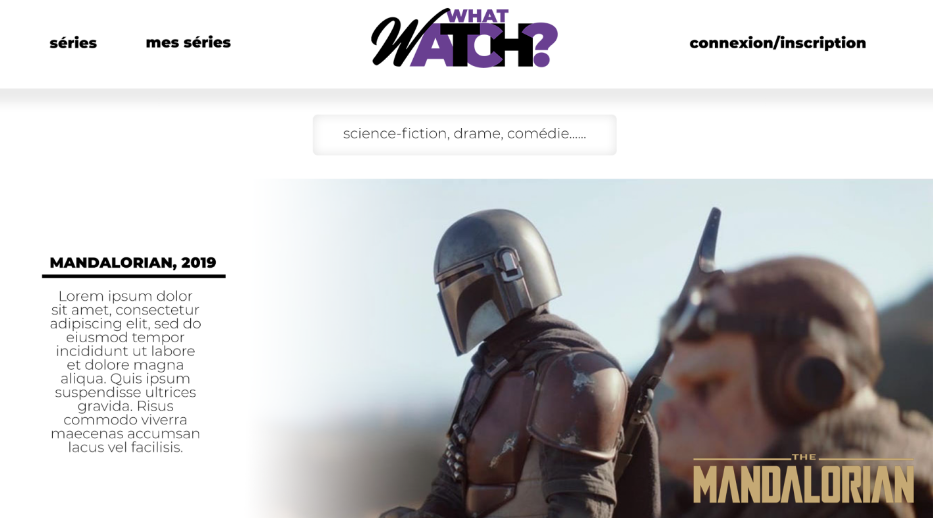 séries
mes séries
WHAT
WATCH?
connexion/inscription
science-fiction, drame, comédie......
MANDALORIAN, 2019
Lorem ipsum dolor
sit amet, consectetur
adipiscing elit, sed do
eiusmod tempor
incididunt ut labore
et dolore magna
aliqua. Quis ipsum
suspendisse ultrices
gravida. Risus
commodo viverra
maecenas accumsan
lacus vel facilisis.
THE
MANDALORIAN